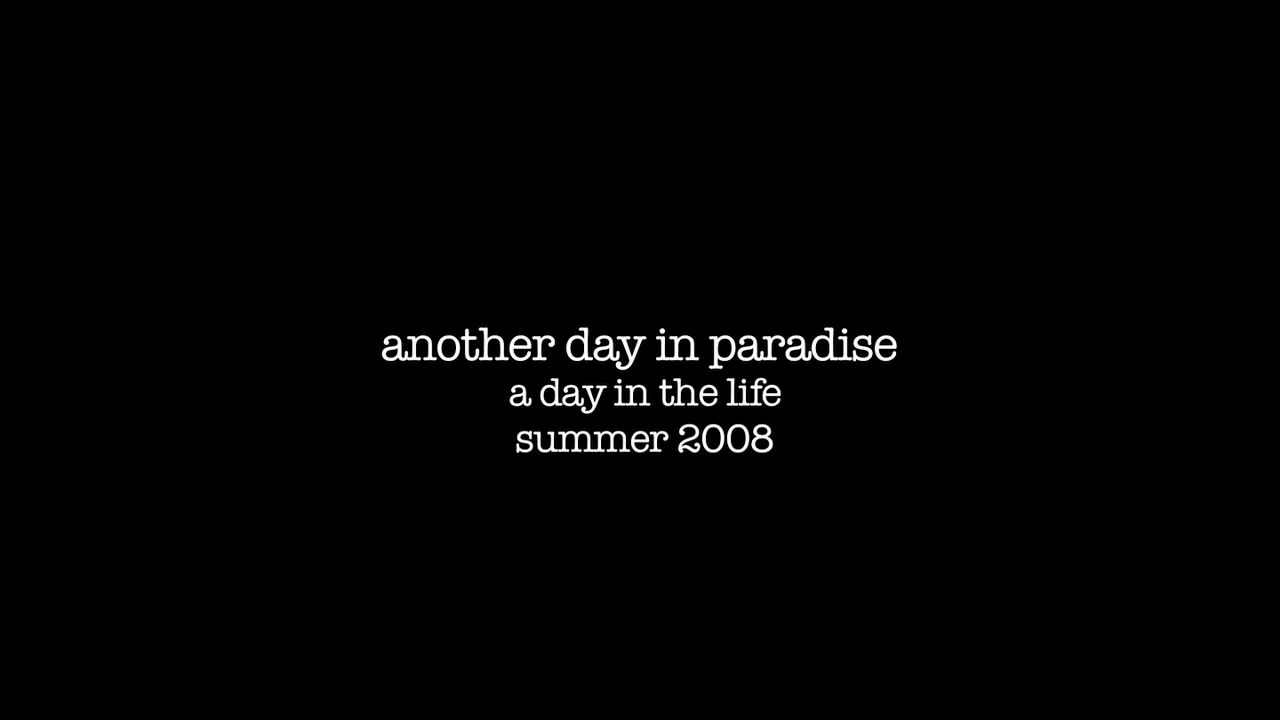 another day in paradise
a day in the life
summer 2008